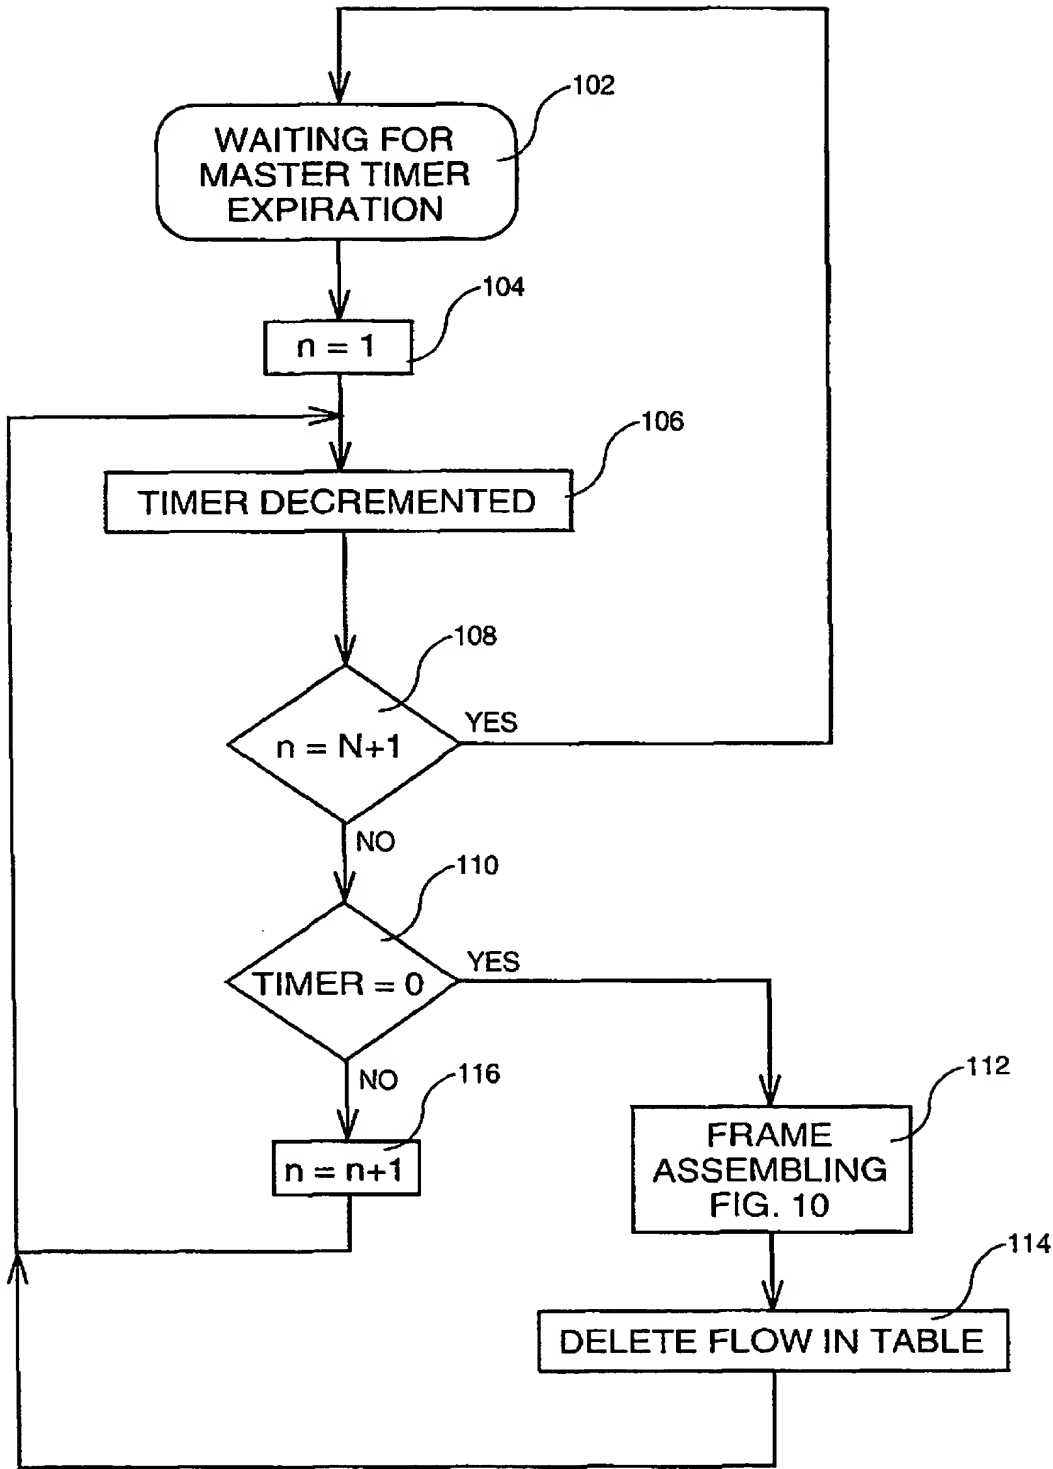 102
WAITING FOR
MASTER TIMER
EXPIRATION
104
n = 1
106
TIMER DECREMENTED
108
n = N+1
YES
NO
110
TIMER = 0
YES
NO
116
n = n+1
112
FRAME
ASSEMBLING
FIG. 10
114
DELETE FLOW IN TABLE